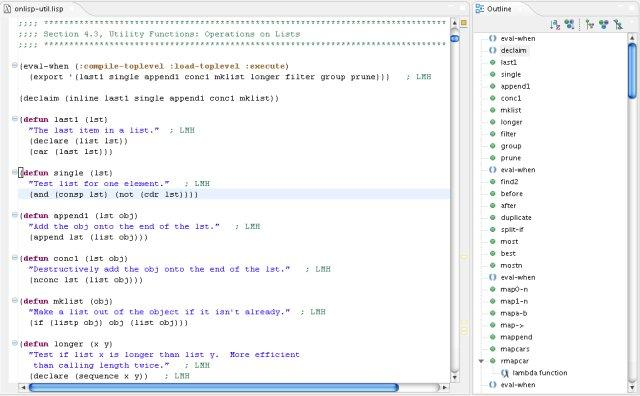 onlisp-util.lisp
;;;; ********************************************************************************
;;;; Section 4.3, Utility Functions: Operations on Lists
;;;; ********************************************************************************
(eval-when (:compile-toplevel :load-toplevel :execute)
(export '(last1 single append1 conc1 mklist longer filter group prune))) ; LMH
(declaim (inline last1 single append1 conc1 mklist))
(defun last1 (lst)
"The last item in a list." ; LMH
(declare (list lst))
(car (last lst)))
(defun single (lst)
"Test list for one element." ; LMH
(and (consp lst) (not (cdr lst))))
(defun append1 (lst obj)
"Add the obj onto the end of the lst." ; LMH
(append lst (list obj)))
(defun conc1 (lst obj)
"Destructively add the obj onto the end of the lst." ; LMH
(nconc lst (list obj)))
(defun mklist (obj)
"Make a list out of the object if it isn't already." ; LMH
(if (listp obj) obj (list obj)))
(defun longer (x y)
"Test if list x is longer than list y. More efficient
than calling length twice." ; LMH
(declare (sequence x y)) ; LMH
Outline
eval-when
declaim
last1
single
append1
conc1
mklist
longer
filter
group
prune
eval-when
find2
before
after
duplicate
split-if
most
best
mostn
eval-when
map0-n
map1-n
mapa-b
map->
mappend
mapcars
rmapcar
lambda function
eval-when